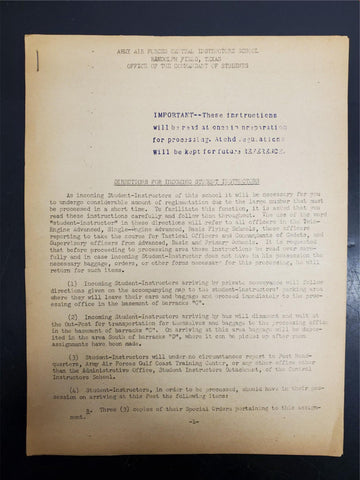 ARMY AIR FORCES CENTRAL INSTRUCTORS SCHOOL
RANDOLPH FIELD, TEXAS
OFFICE OF THE COMMANDANT OF STUDENTS
IMPORTANT--These instructions
will be read at once in preparation
for processing. Atchd regulations
will be kept for future REFERENCE.
DIRECTIONS FOR INCOMING STUDENT INSTRUCTORS
As incoming Student-Instructors of this school it will be necessary for you
to undergo considerable amount of regimentation due to the large number that must
be processed in a short time. To facilitate this function, it is asked that you
read these instructions carefully and follow them throughout. The use of the word
"student-instructor" in these directions will refer to all officers in the Twin-
Engine Advanced, Single-Engine Advanced, Basic Flying Schools, those officers
reporting to take the course for Tactical Officers and Commandants of Cadets, and
Supervisory officers from Advanced, Basic and Primary Schools. It is requested
that before proceeding to processing area these instructions be read over care-
fully and in case incoming Student-Instructor does not have in his possession the
necessary baggage, orders, or other forms necessary for this processing, he will
return for such items.
(1) Incoming Student-Instructors arriving by private conveyance will follow
directions given on the accompanying map to the student-instructors' parking area
where they will leave their cars and baggage and proceed immediately to the pro-
cessing office in the basement of barracks "C".
(2) Incoming Student-Instructors arriving by bus will dismount and wait at
the Out-Post for transportation for themselves and baggage to the processing office
in the basement of barracks "C". On arriving at this area baggage will be depos-
ited in the area South of barracks "D", where it can be picked up after room
assignments have been made.
(3) Student-Instructors will under no circumstances report to Post Head-
quarters, Army Air Forces Gulf Coast Training Center, or any other office other
than the Administrative Office, Student Instructors Detachment, of the Central
Instructors School.
(4) Student-Instructors, in order to be processed, should have in their pos-
session on arriving at this Post the following items:
a. Three (3) copies of their Special Orders pertaining to this assign-
ment.
-1-